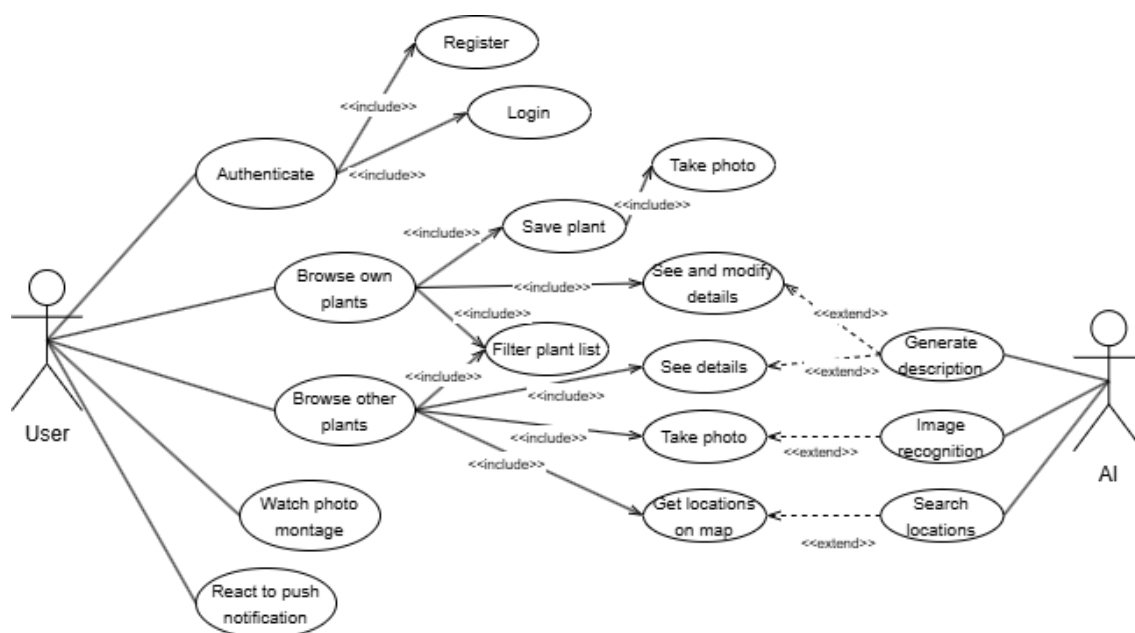 Register
<<include>>
Login
<<include>>
Authenticate
Take photo
<<include>>
Save plant
<<include>>
Browse own
plants
<<include>>
See and modify
details
<<include>>
<<extend>>
Filter plant list
<<include>>
See details
<<include>>
Generate
description
<<extend>>
Browse other
plants
User
Take photo
<<include>>
Image
recognition
<<extend>>
AI
<<include>>
Get locations
on map
Search
locations
<<extend>>
Watch photo
montage
React to push
notification